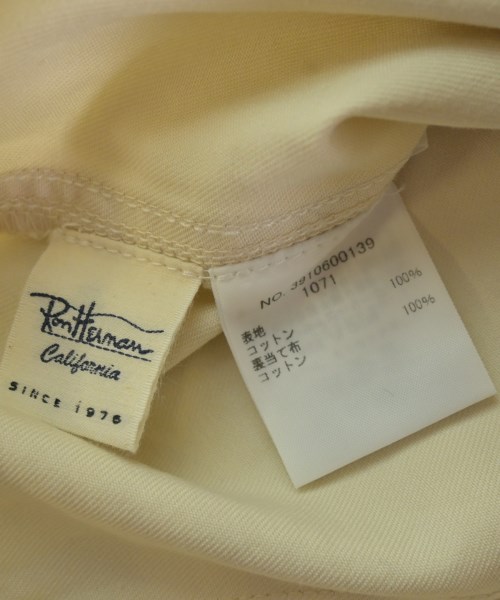 Ron Herman
California
SINCE 1976
NO. 3910600139
1071
表地
コットン 100%
裏当て布
コットン 100%